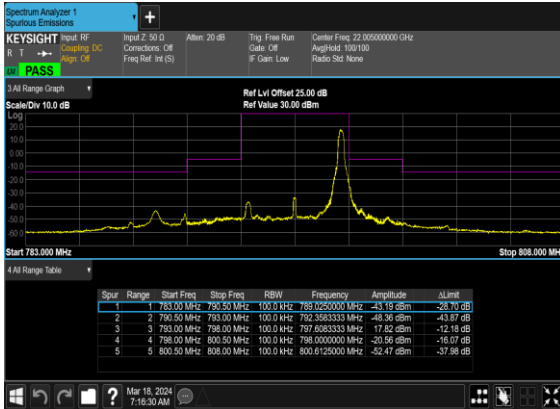 Spectrum Analyzer 1
Spurious Emissions
KEYSIGHT
R T
Input: RF
Coupling: DC
Align: Off
Input Z: 50 Ω
Corrections: Off
Freq Ref: Int (S)
Atten: 20 dB
Trig: Free Run
Gate: Off
IF Gain: Low
Center Freq: 22.005000000 GHz
Avg|Hold: 100/100
Radio Std: None
PASS
3 All Range Graph
Scale/Div 10.0 dB
Ref Lvl Offset 25.00 dB
Ref Value 30.00 dBm
Log
20.0
10.0
0.00
-10.0
-20.0
-30.0
-40.0
-50.0
-60.0
Start 783.000 MHz
Stop 808.000 MHz
4 All Range Table
Spur Range Start Freq Stop Freq RBW Frequency Amplitude ΔLimit
1 1 783.00 MHz 790.50 MHz 100.0 kHz 789.0250000 MHz -43.19 dBm -28.70 dB
2 2 790.50 MHz 793.00 MHz 100.0 kHz 792.3583333 MHz -48.36 dBm -43.87 dB
3 3 793.00 MHz 798.00 MHz 100.0 kHz 797.6083333 MHz 17.82 dBm -12.18 dB
4 4 798.00 MHz 800.50 MHz 100.0 kHz 798.0000000 MHz -20.56 dBm -16.07 dB
5 5 800.50 MHz 808.00 MHz 100.0 kHz 800.6125000 MHz -52.47 dBm -37.98 dB
Mar 18, 2024
7:16:30 AM